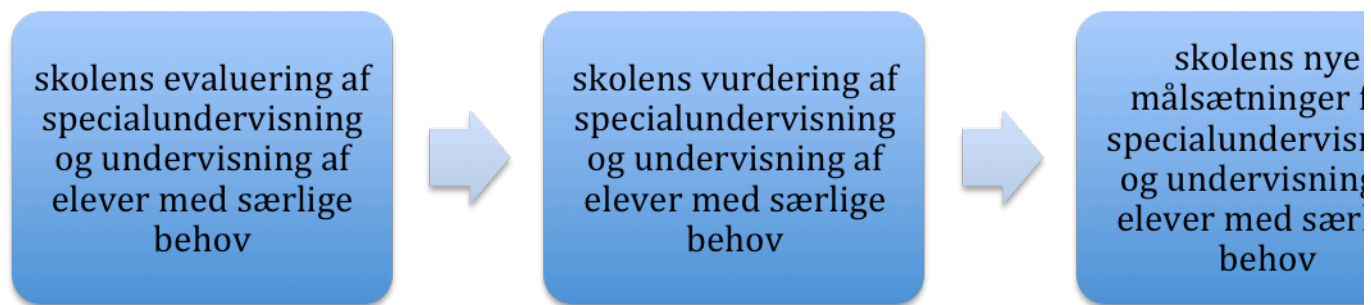 skolens evaluering af
specialundervisning
og undervisning af
elever med særlige
behov
skolens vurdering af
specialundervisning
og undervisning af
elever med særlige
behov
skolens nye
målsætninger
og undervisning
elever med
behov